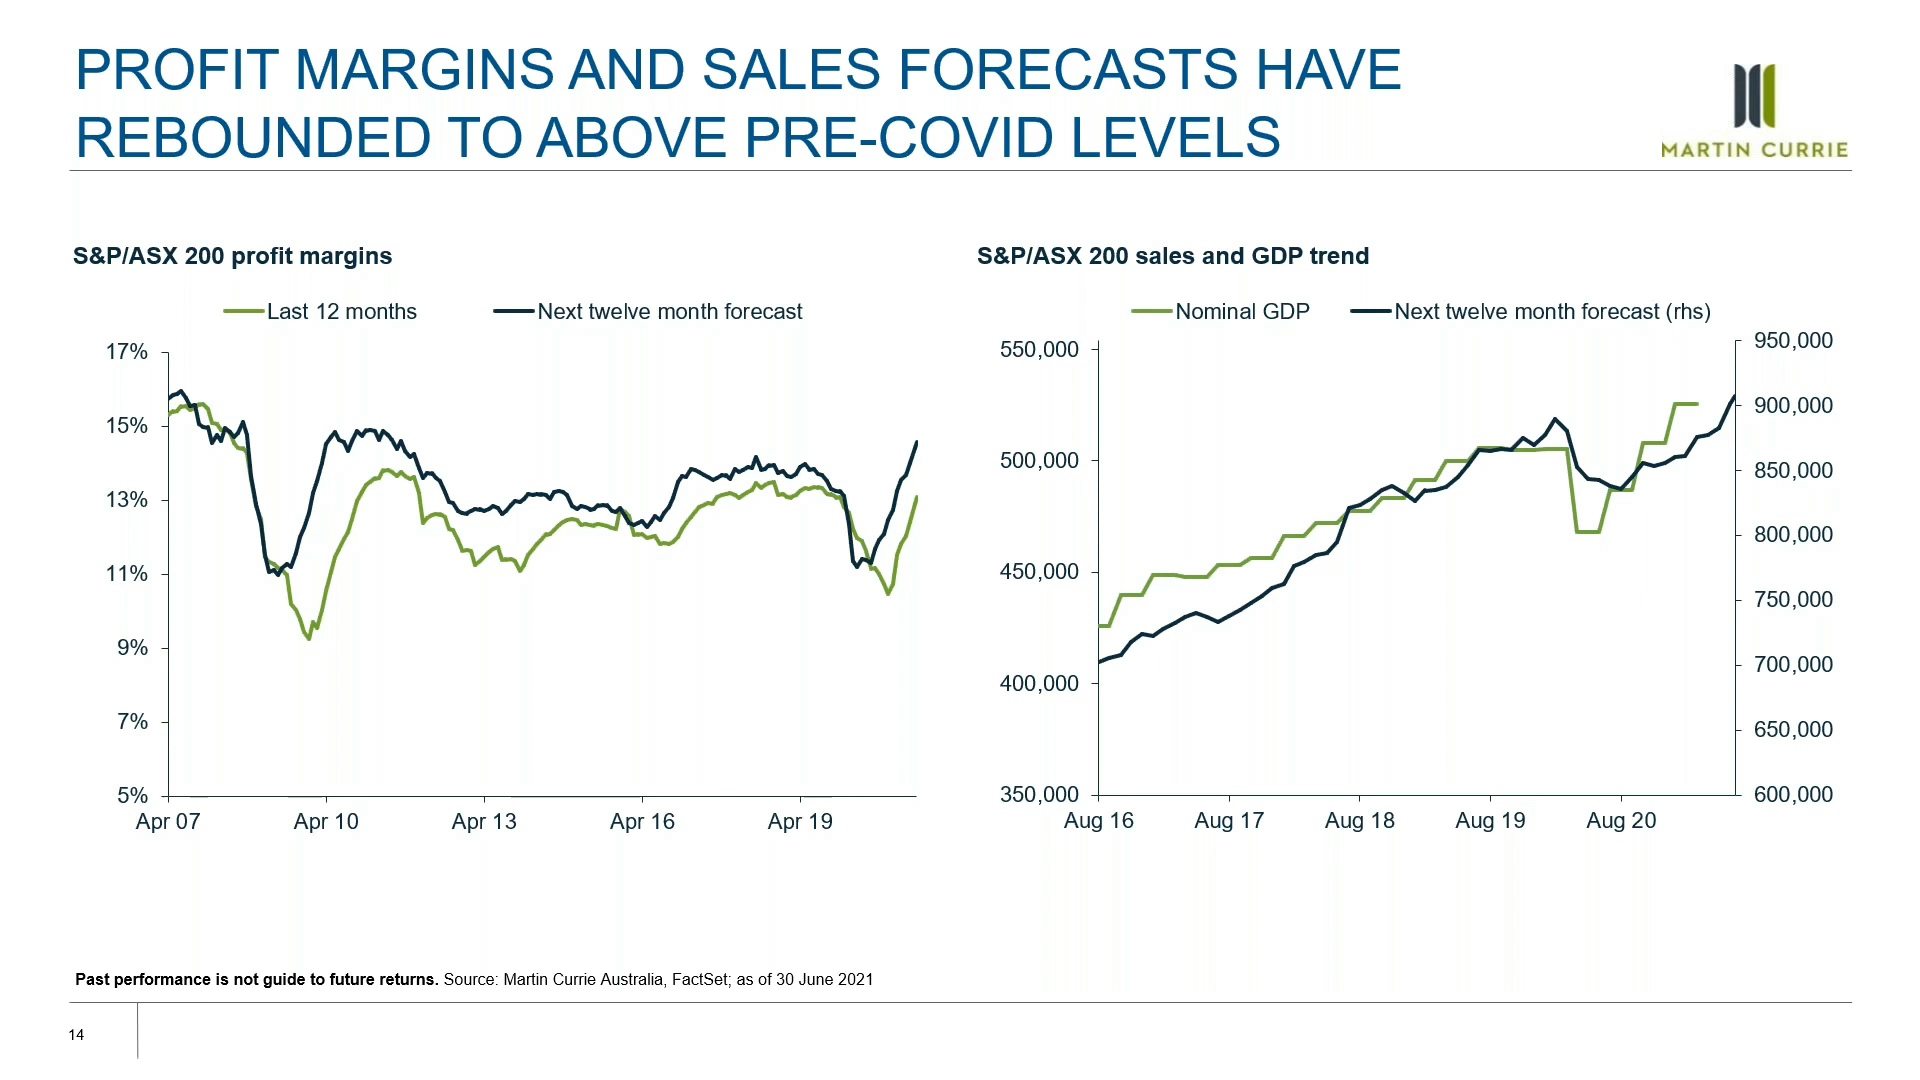 PROFIT MARGINS AND SALES FORECASTS HAVE
REBOUNDED TO ABOVE PRE-COVID LEVELS
MARTIN CURRIE
S&P/ASX 200 profit margins
Last 12 months
Next twelve month forecast
17%
15%
13%
11%
9%
7%
5%
Apr 07
Apr 10
Apr 13
Apr 16
Apr 19
S&P/ASX 200 sales and GDP trend
Nominal GDP
Next twelve month forecast (rhs)
550,000
500,000
450,000
400,000
350,000
950,000
900,000
850,000
800,000
750,000
700,000
650,000
600,000
Aug 16
Aug 17
Aug 18
Aug 19
Aug 20
Past performance is not guide to future returns. Source: Martin Currie Australia, FactSet; as of 30 June 2021
14